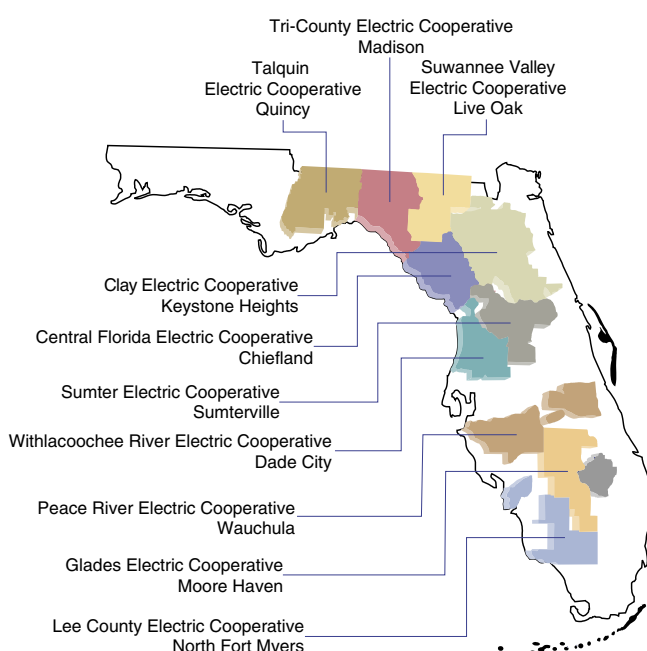 Tri-County Electric Cooperative
Madison
Talquin
Electric Cooperative
Quincy
Suwannee Valley
Electric Cooperative
Live Oak
Clay Electric Cooperative
Keystone Heights
Central Florida Electric Cooperative
Chiefland
Sumter Electric Cooperative
Sumterville
Withlacoochee River Electric Cooperative
Dade City
Peace River Electric Cooperative
Wauchula
Glades Electric Cooperative
Moore Haven
Lee County Electric Cooperative
North Fort Myers